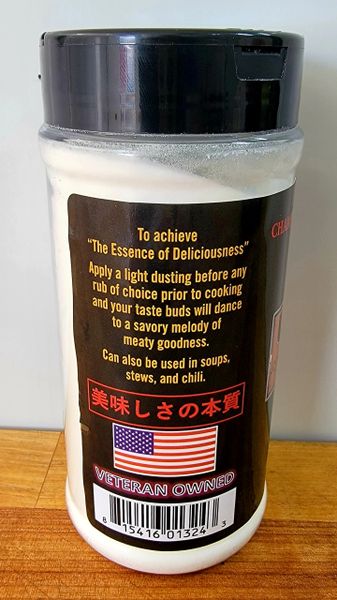 To achieve
"The Essence of Deliciousness"
Apply a light dusting before any
rub of choice prior to cooking
and your taste buds will dance
to a savory melody of
meaty goodness.
Can also be used in soups,
stews, and chili.
美味しさの本質
VETERAN OWNED
8 15416 01324 3